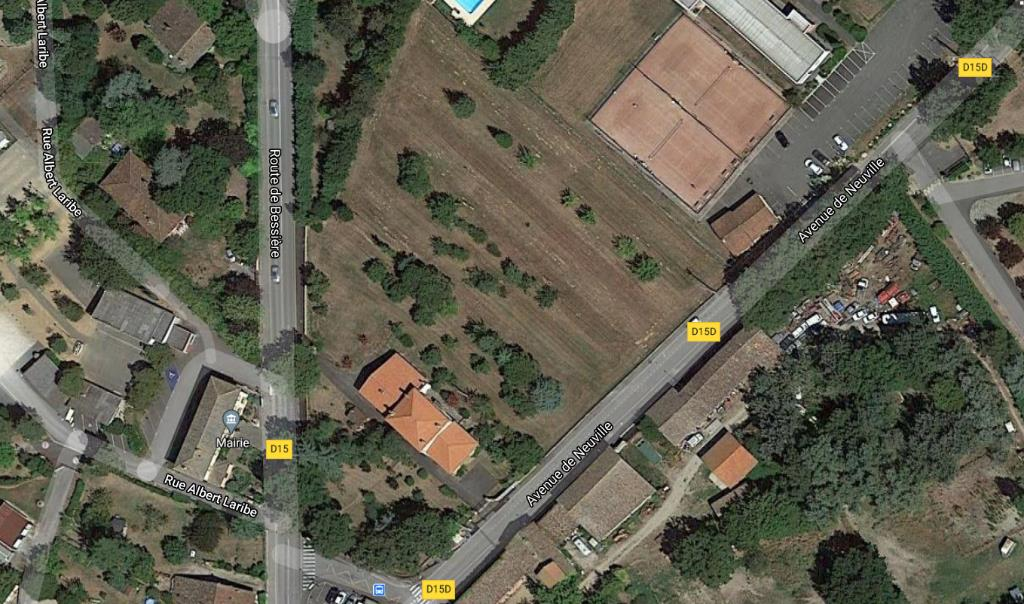 Albert Laribe
D15D
Rue Albert Laribe
Route de Bessière
Avenue de Neuville
D15D
Mairie
D15
Avenue de Neuville
Rue Albert Laribe
D15D